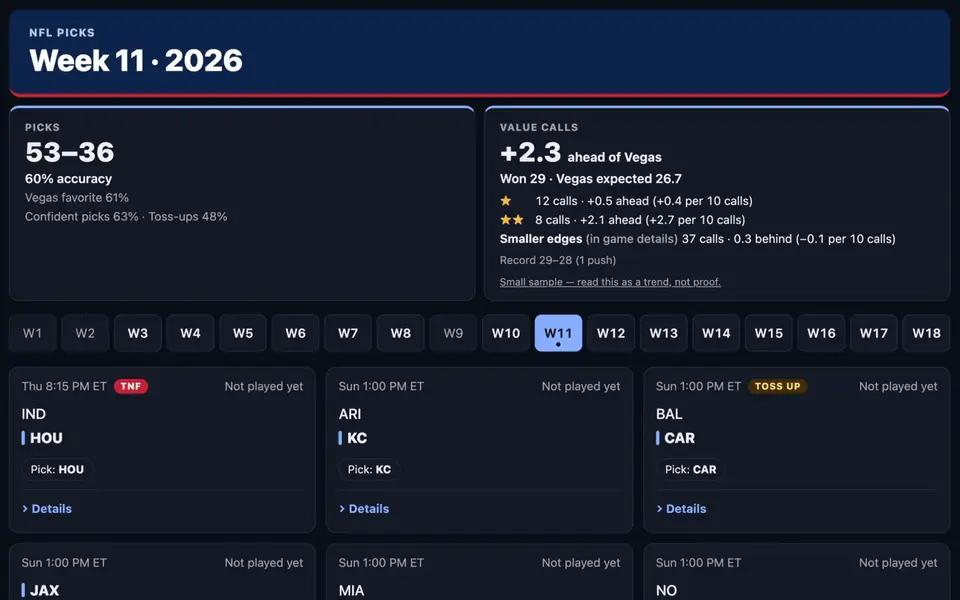 NFL PICKS
Week 11 · 2026
PICKS
53–36
60% accuracy
Vegas favorite 61%
Confident picks 63% · Toss-ups 48%
VALUE CALLS
+2.3 ahead of Vegas
Won 29 · Vegas expected 26.7
★ 12 calls · +0.5 ahead (+0.4 per 10 calls)
★★ 8 calls · +2.1 ahead (+2.7 per 10 calls)
Smaller edges (in game details) 37 calls · 0.3 behind (−0.1 per 10 calls)
Record 29–28 (1 push)
Small sample — read this as a trend, not proof.
W1 W2 W3 W4 W5 W6 W7 W8 W9 W10 W11 W12 W13 W14 W15 W16 W17 W18
Thu 8:15 PM ET TNF Not played yet
IND
HOU
Pick: HOU
› Details
Sun 1:00 PM ET Not played yet
ARI
KC
Pick: KC
› Details
Sun 1:00 PM ET TOSS UP Not played yet
BAL
CAR
Pick: CAR
› Details
Sun 1:00 PM ET Not played yet
JAX
Sun 1:00 PM ET Not played yet
MIA
Sun 1:00 PM ET Not played yet
NO